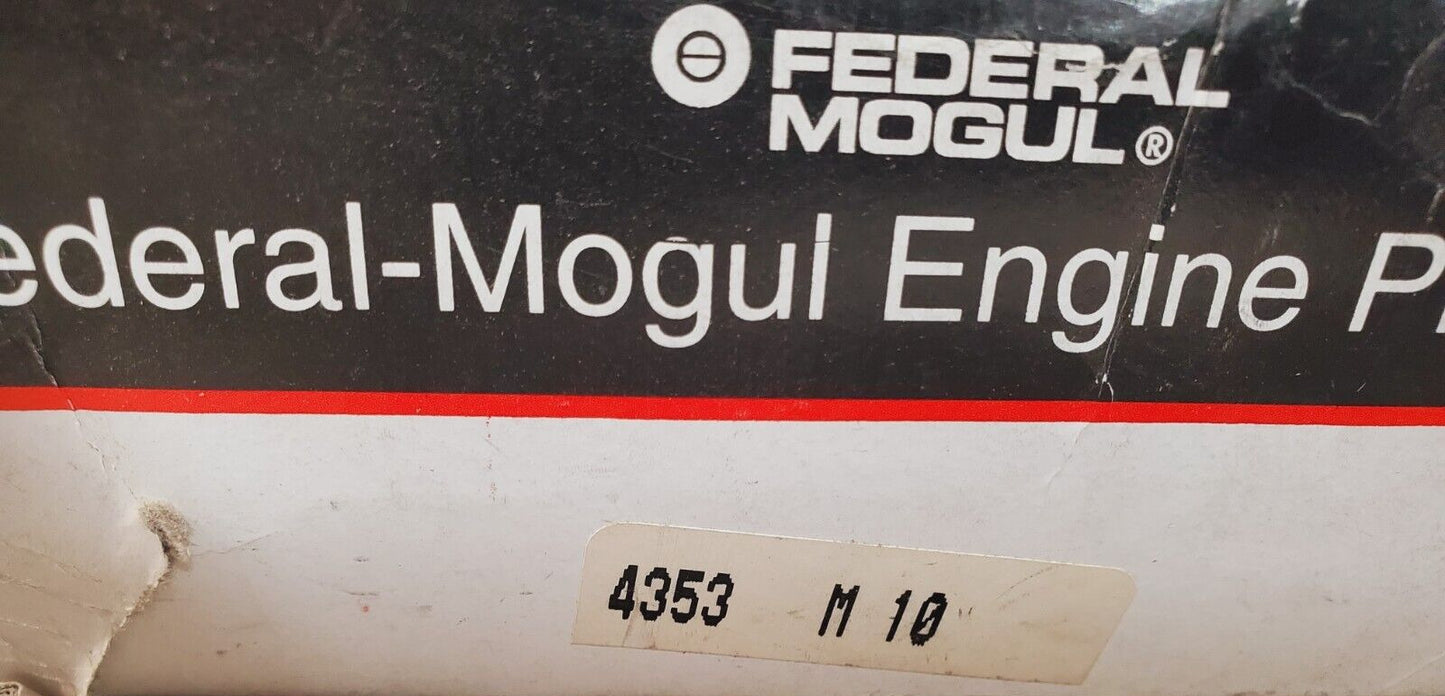 FEDERAL
MOGUL®
ederal-Mogul Engine P
4353 M 10